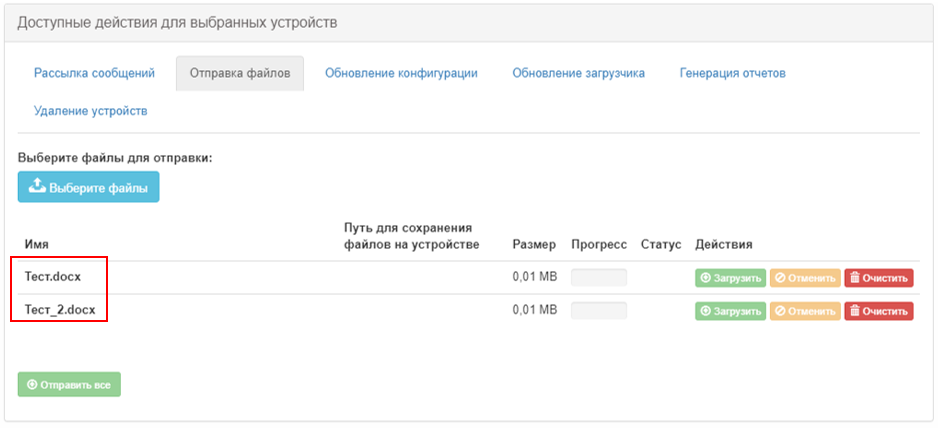 Доступные действия для выбранных устройств
Рассылка сообщений Отправка файлов Обновление конфигурации Обновление загрузчика Генерация отчетов
Удаление устройств
Выберите файлы для отправки:
Выберите файлы
Имя Путь для сохранения файлов на устройстве Размер Прогресс Статус Действия
Тест.docx 0,01 MB Загрузить Отменить Очистить
Тест_2.docx 0,01 MB Загрузить Отменить Очистить
Отправить все